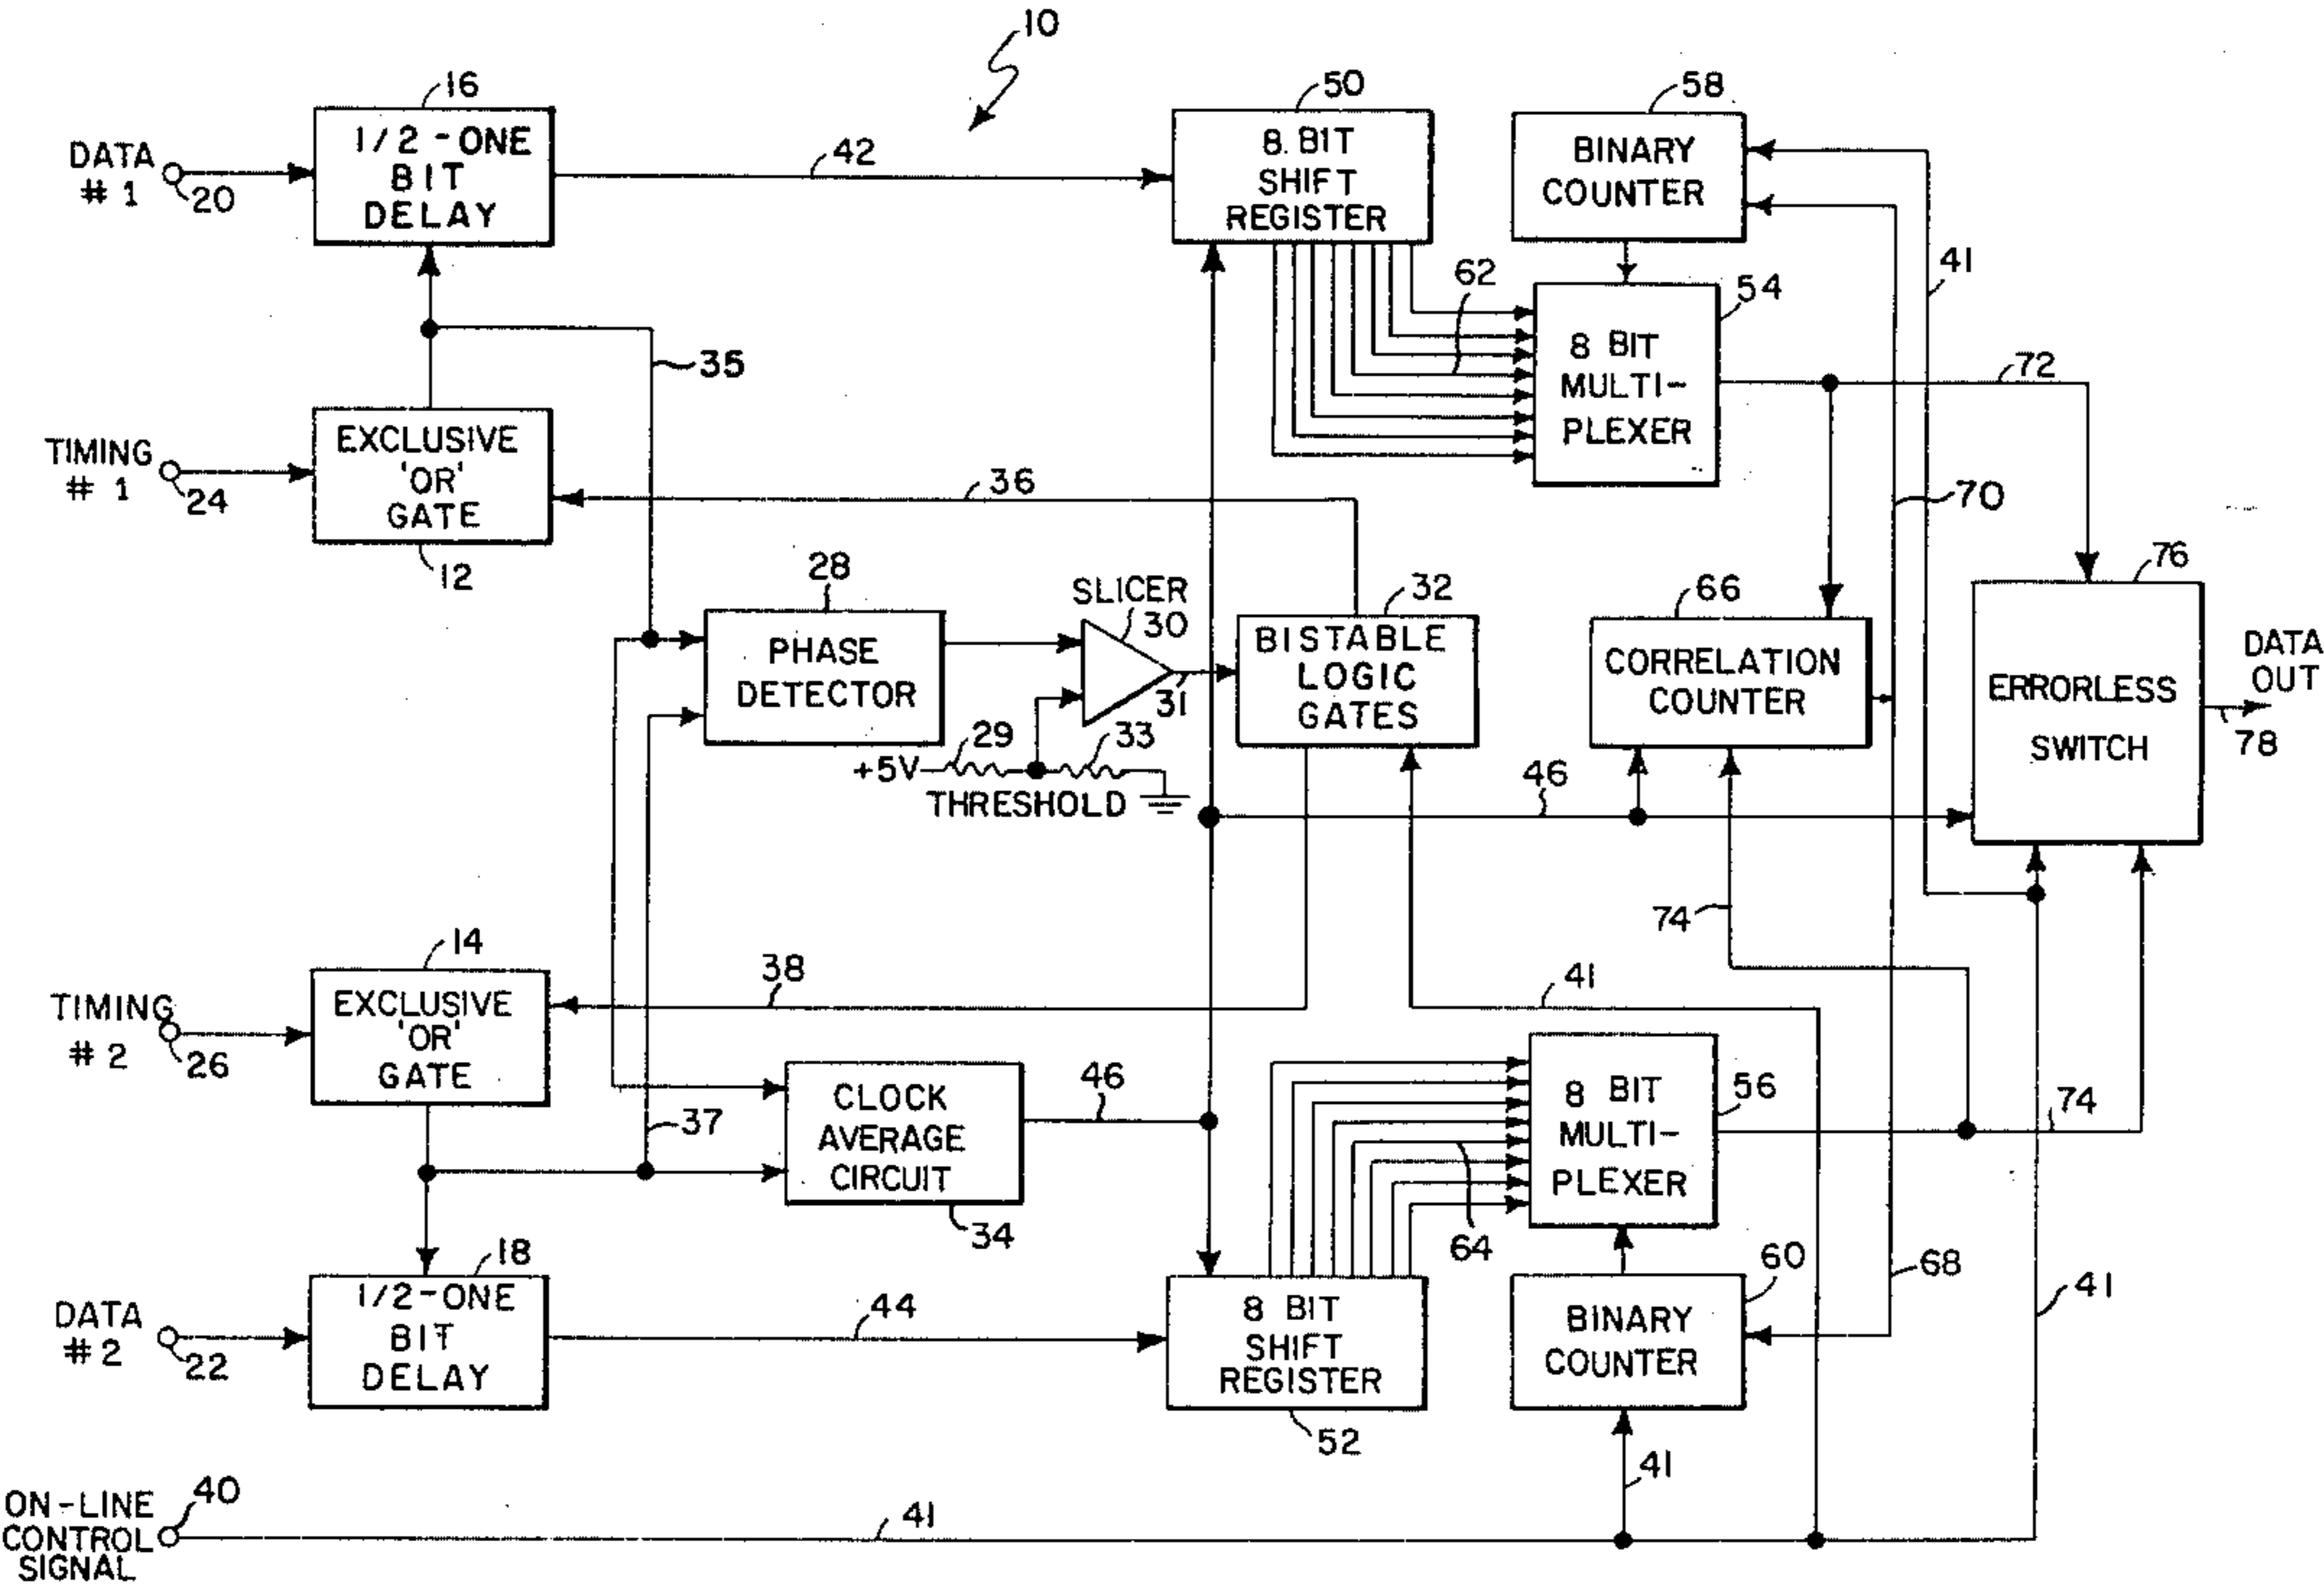 10
16
1/2-ONE
BIT
DELAY
DATA
# 1
20
42
50
8 BIT
SHIFT
REGISTER
58
BINARY
COUNTER
41
62
54
8 BIT
MULTI-
PLEXER
72
35
TIMING
# 1
24
EXCLUSIVE
'OR'
GATE
12
36
70
28
PHASE
DETECTOR
SLICER
30
31
32
BISTABLE
LOGIC
GATES
66
CORRELATION
COUNTER
76
ERRORLESS
SWITCH
DATA
OUT
78
+5V
29
33
THRESHOLD
46
74
14
TIMING
# 2
26
EXCLUSIVE
'OR'
GATE
38
41
37
CLOCK
AVERAGE
CIRCUIT
34
46
56
8 BIT
MULTI-
PLEXER
74
64
18
1/2-ONE
BIT
DELAY
DATA
# 2
22
44
8 BIT
SHIFT
REGISTER
52
60
BINARY
COUNTER
68
41
41
ON-LINE
CONTROL
SIGNAL
40
41